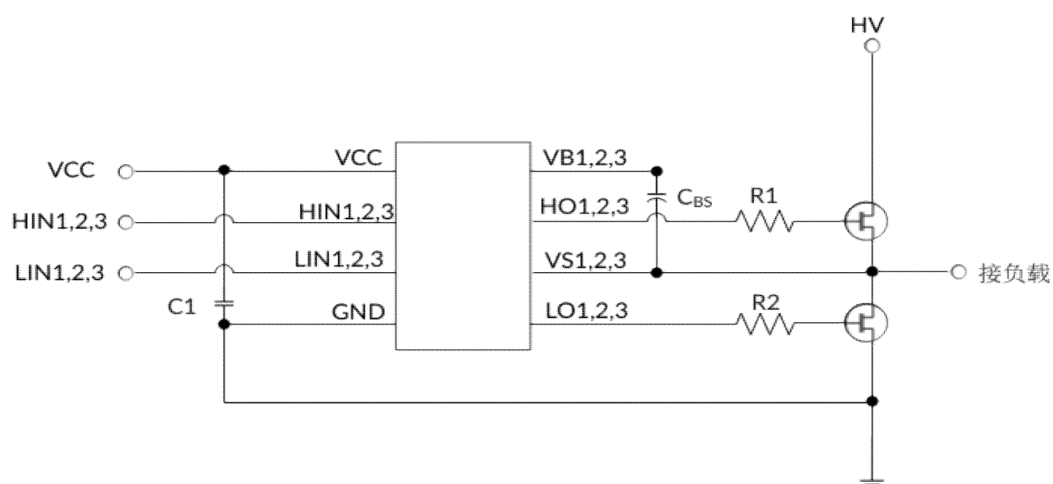 HV
VCC
VCC
VB1,2,3
HIN1,2,3
HIN1,2,3
HO1,2,3
CBS
R1
LIN1,2,3
LIN1,2,3
VS1,2,3
接负载
C1
GND
LO1,2,3
R2